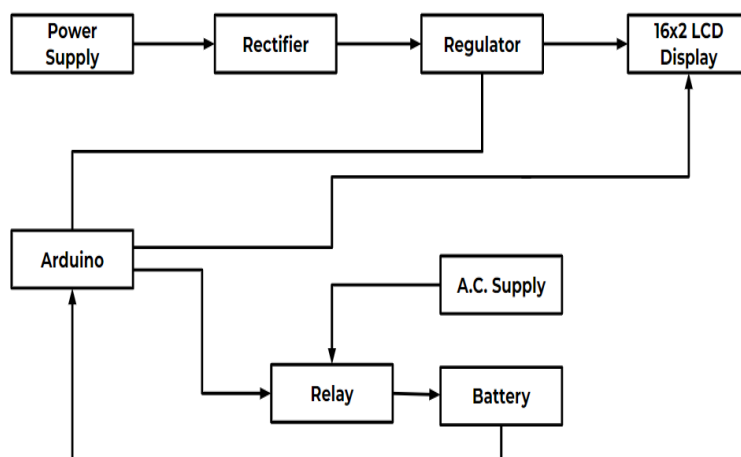 Power
Supply
Rectifier
Regulator
16x2 LCD
Display
Arduino
A.C. Supply
Relay
Battery